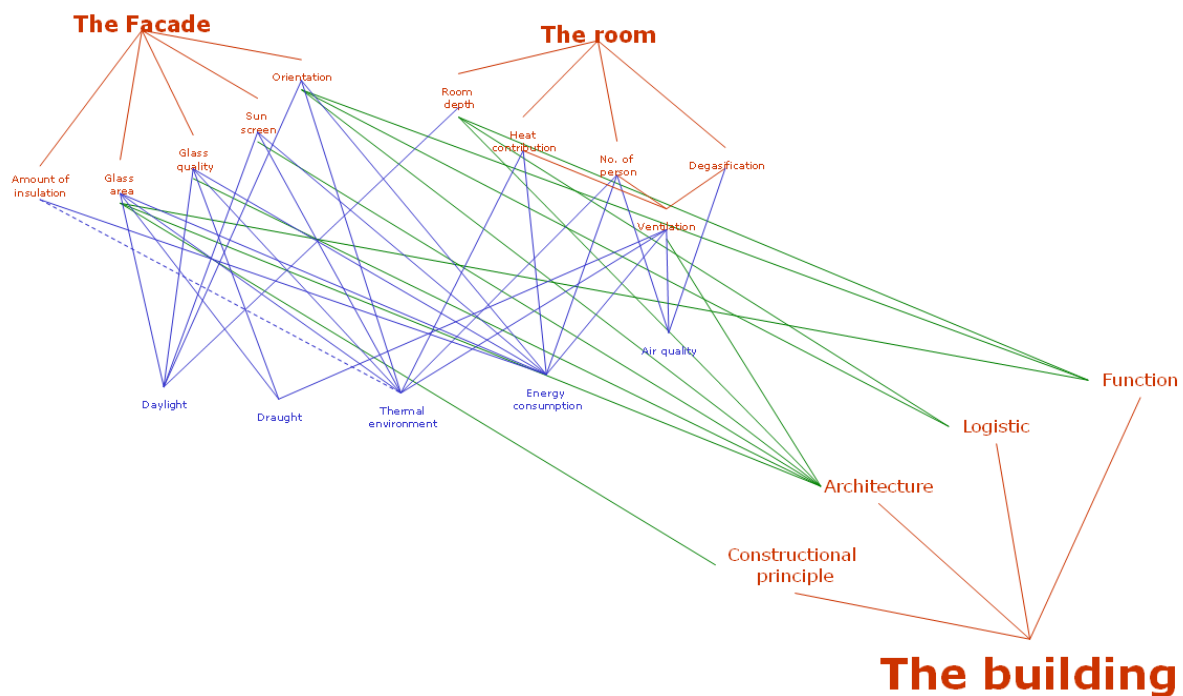 The Facade
The room
Orientation
Room
depth
Sun
screen
Heat
contribution
Glass
quality
No. of
person
Degasification
Amount of
insulation
Glass
area
Ventilation
Air quality
Daylight
Draught
Thermal
environment
Energy
consumption
Function
Logistic
Architecture
Constructional
principle
The building